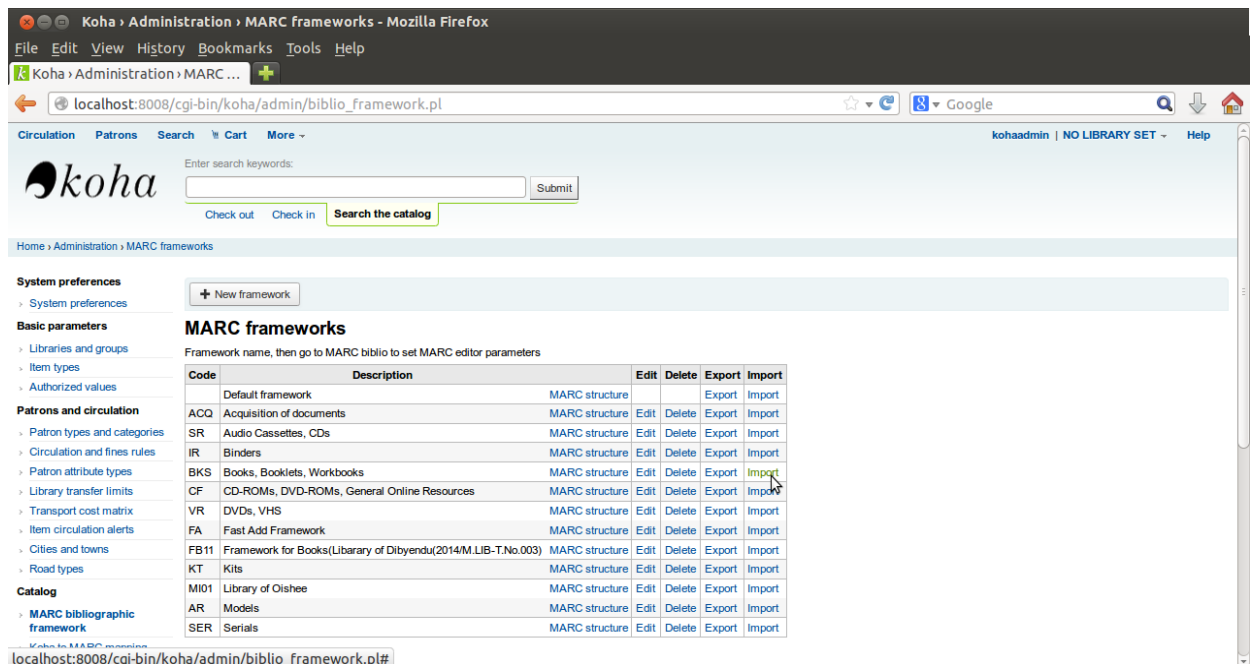 Koha › Administration › MARC frameworks - Mozilla Firefox
File Edit View History Bookmarks Tools Help
Koha › Administration › MARC ...
localhost:8008/cgi-bin/koha/admin/biblio_framework.pl
Google
Circulation Patrons Search Cart More
kohaadmin | NO LIBRARY SET Help
koha
Enter search keywords:
Submit
Check out Check in Search the catalog
Home › Administration › MARC frameworks
System preferences
› System preferences
Basic parameters
› Libraries and groups
› Item types
› Authorized values
Patrons and circulation
› Patron types and categories
› Circulation and fines rules
› Patron attribute types
› Library transfer limits
› Transport cost matrix
› Item circulation alerts
› Cities and towns
› Road types
Catalog
› MARC bibliographic
framework
› Koha to MARC mapping
New framework
MARC frameworks
Framework name, then go to MARC biblio to set MARC editor parameters
Code Description Edit Delete Export Import
Default framework MARC structure Export Import
ACQ Acquisition of documents MARC structure Edit Delete Export Import
SR Audio Cassettes, CDs MARC structure Edit Delete Export Import
IR Binders MARC structure Edit Delete Export Import
BKS Books, Booklets, Workbooks MARC structure Edit Delete Export Import
CF CD-ROMs, DVD-ROMs, General Online Resources MARC structure Edit Delete Export Import
VR DVDs, VHS MARC structure Edit Delete Export Import
FA Fast Add Framework MARC structure Edit Delete Export Import
FB11 Framework for Books(Libarary of Dibyendu(2014/M.LIB-T.No.003) MARC structure Edit Delete Export Import
KT Kits MARC structure Edit Delete Export Import
MI01 Library of Oishee MARC structure Edit Delete Export Import
AR Models MARC structure Edit Delete Export Import
SER Serials MARC structure Edit Delete Export Import
localhost:8008/cgi-bin/koha/admin/biblio_framework.pl#